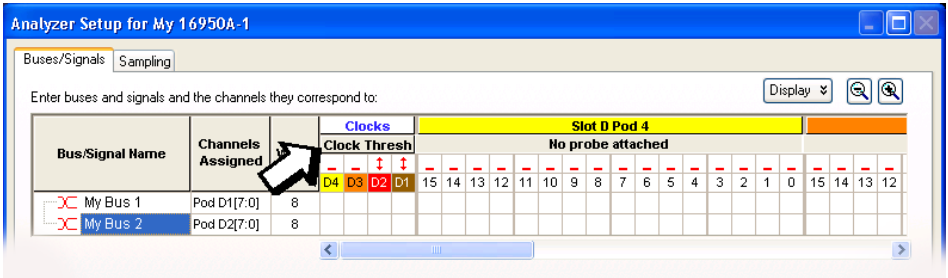 Analyzer Setup for My 16950A-1
Buses/Signals Sampling
Display
Enter buses and signals and the channels they correspond to:
Clocks Slot D Pod 4
Bus/Signal Name Channels Assigned Clock Thresh No probe attached
D4 D3 D2 D1 15 14 13 12 11 10 9 8 7 6 5 4 3 2 1 0 15 14 13 12
My Bus 1 Pod D1[7:0] 8
My Bus 2 Pod D2[7:0] 8